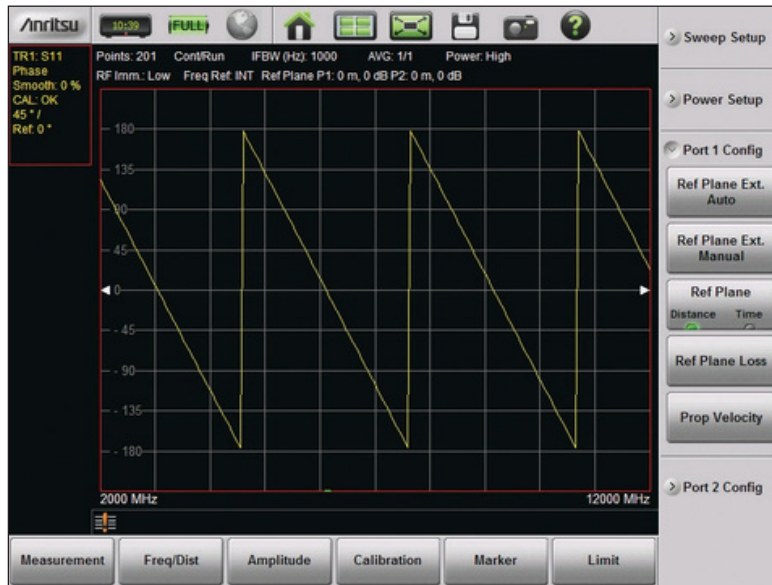 Anritsu
10:39
FULL
?
TR1: S11
Phase
Smooth: 0 %
CAL: OK
45 ° /
Ref: 0 °
Points: 201 Cont/Run IFBW (Hz): 1000 AVG: 1/1 Power: High
RF Imm.: Low Freq Ref: INT Ref Plane P1: 0 m, 0 dB P2: 0 m, 0 dB
180
135
90
45
0
- 45
- 90
- 135
- 180
2000 MHz 12000 MHz
Sweep Setup
Power Setup
Port 1 Config
Ref Plane Ext.
Auto
Ref Plane Ext.
Manual
Ref Plane
Distance Time
Ref Plane Loss
Prop Velocity
Port 2 Config
Measurement Freq/Dist Amplitude Calibration Marker Limit